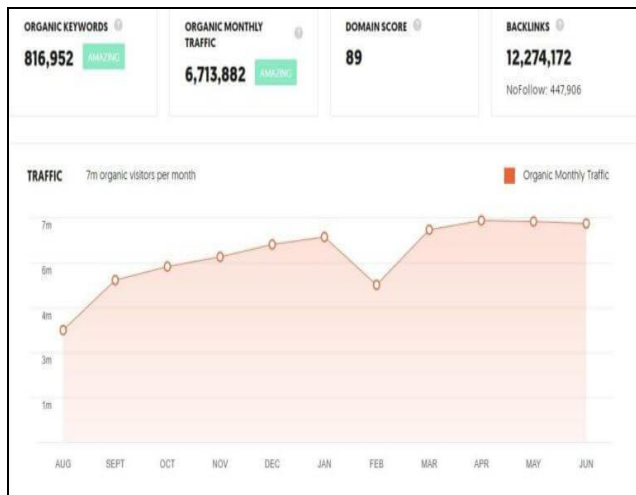 ORGANIC KEYWORDS ?
816,952 AMAZING
ORGANIC MONTHLY
TRAFFIC ?
6,713,882 AMAZING
DOMAIN SCORE ?
89
BACKLINKS ?
12,274,172
NoFollow: 447,906
TRAFFIC 7m organic visitors per month
Organic Monthly Traffic
7m
6m
4m
3m
1m
AUG SEPT OCT NOV DEC JAN FEB MAR APR MAY JUN